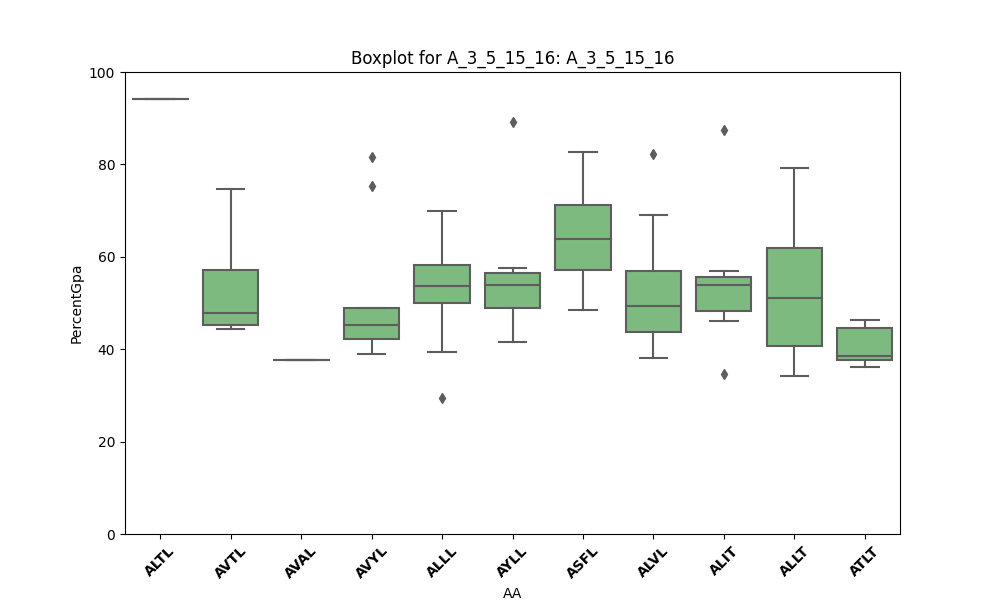 Boxplot for A_3_5_15_16: A_3_5_15_16
PercentGpa
100
80
60
40
20
0
ALTL AVTL AVAL AVYL ALLL AYLL ASFL ALVL ALIT ALLT ATLT
AA